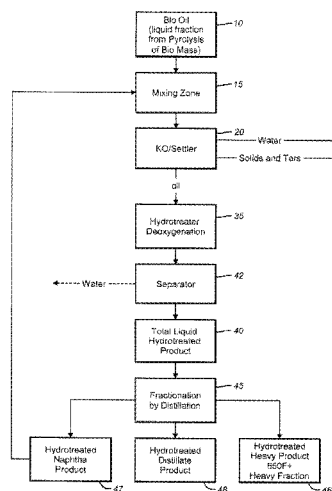 Bio Oil
(liquid fraction
from Pyrolysis
of Bio Mass)
10
Mixing Zone
15
KO/Settler
20
Water
Solids and Tars
oil
Hydrotreater
Deoxygenation
35
Water
Separator
42
Total Liquid
Hydrotreated
Product
40
Fractionation
by Distillation
45
Hydrotreated
Naphtha
Product
47
Hydrotreated
Distillate
Product
48
Hydrotreated
Heavy Product
650F+
Heavy Fraction
46